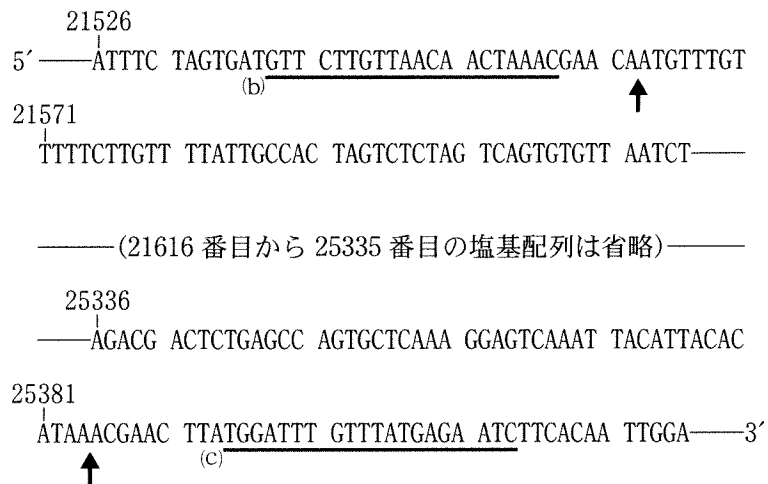 21526
5′——ATTTC TAGTGATGTT CTTGTTAACA ACTAAACGAA CAATGTTTGT
(b)
21571
TTTTCTTGTT TTATTGCCAC TAGTCTCTAG TCAGTGTGTT AATCT——
——(21616 番目から 25335 番目の塩基配列は省略)——
25336
——AGACG ACTCTGAGCC AGTGCTCAAA GGAGTCAAAT TACATTACAC
25381
ATAAACGAAC TTATGGATTT GTTTATGAGA ATCTTCACAA TTGGA——3′
(c)